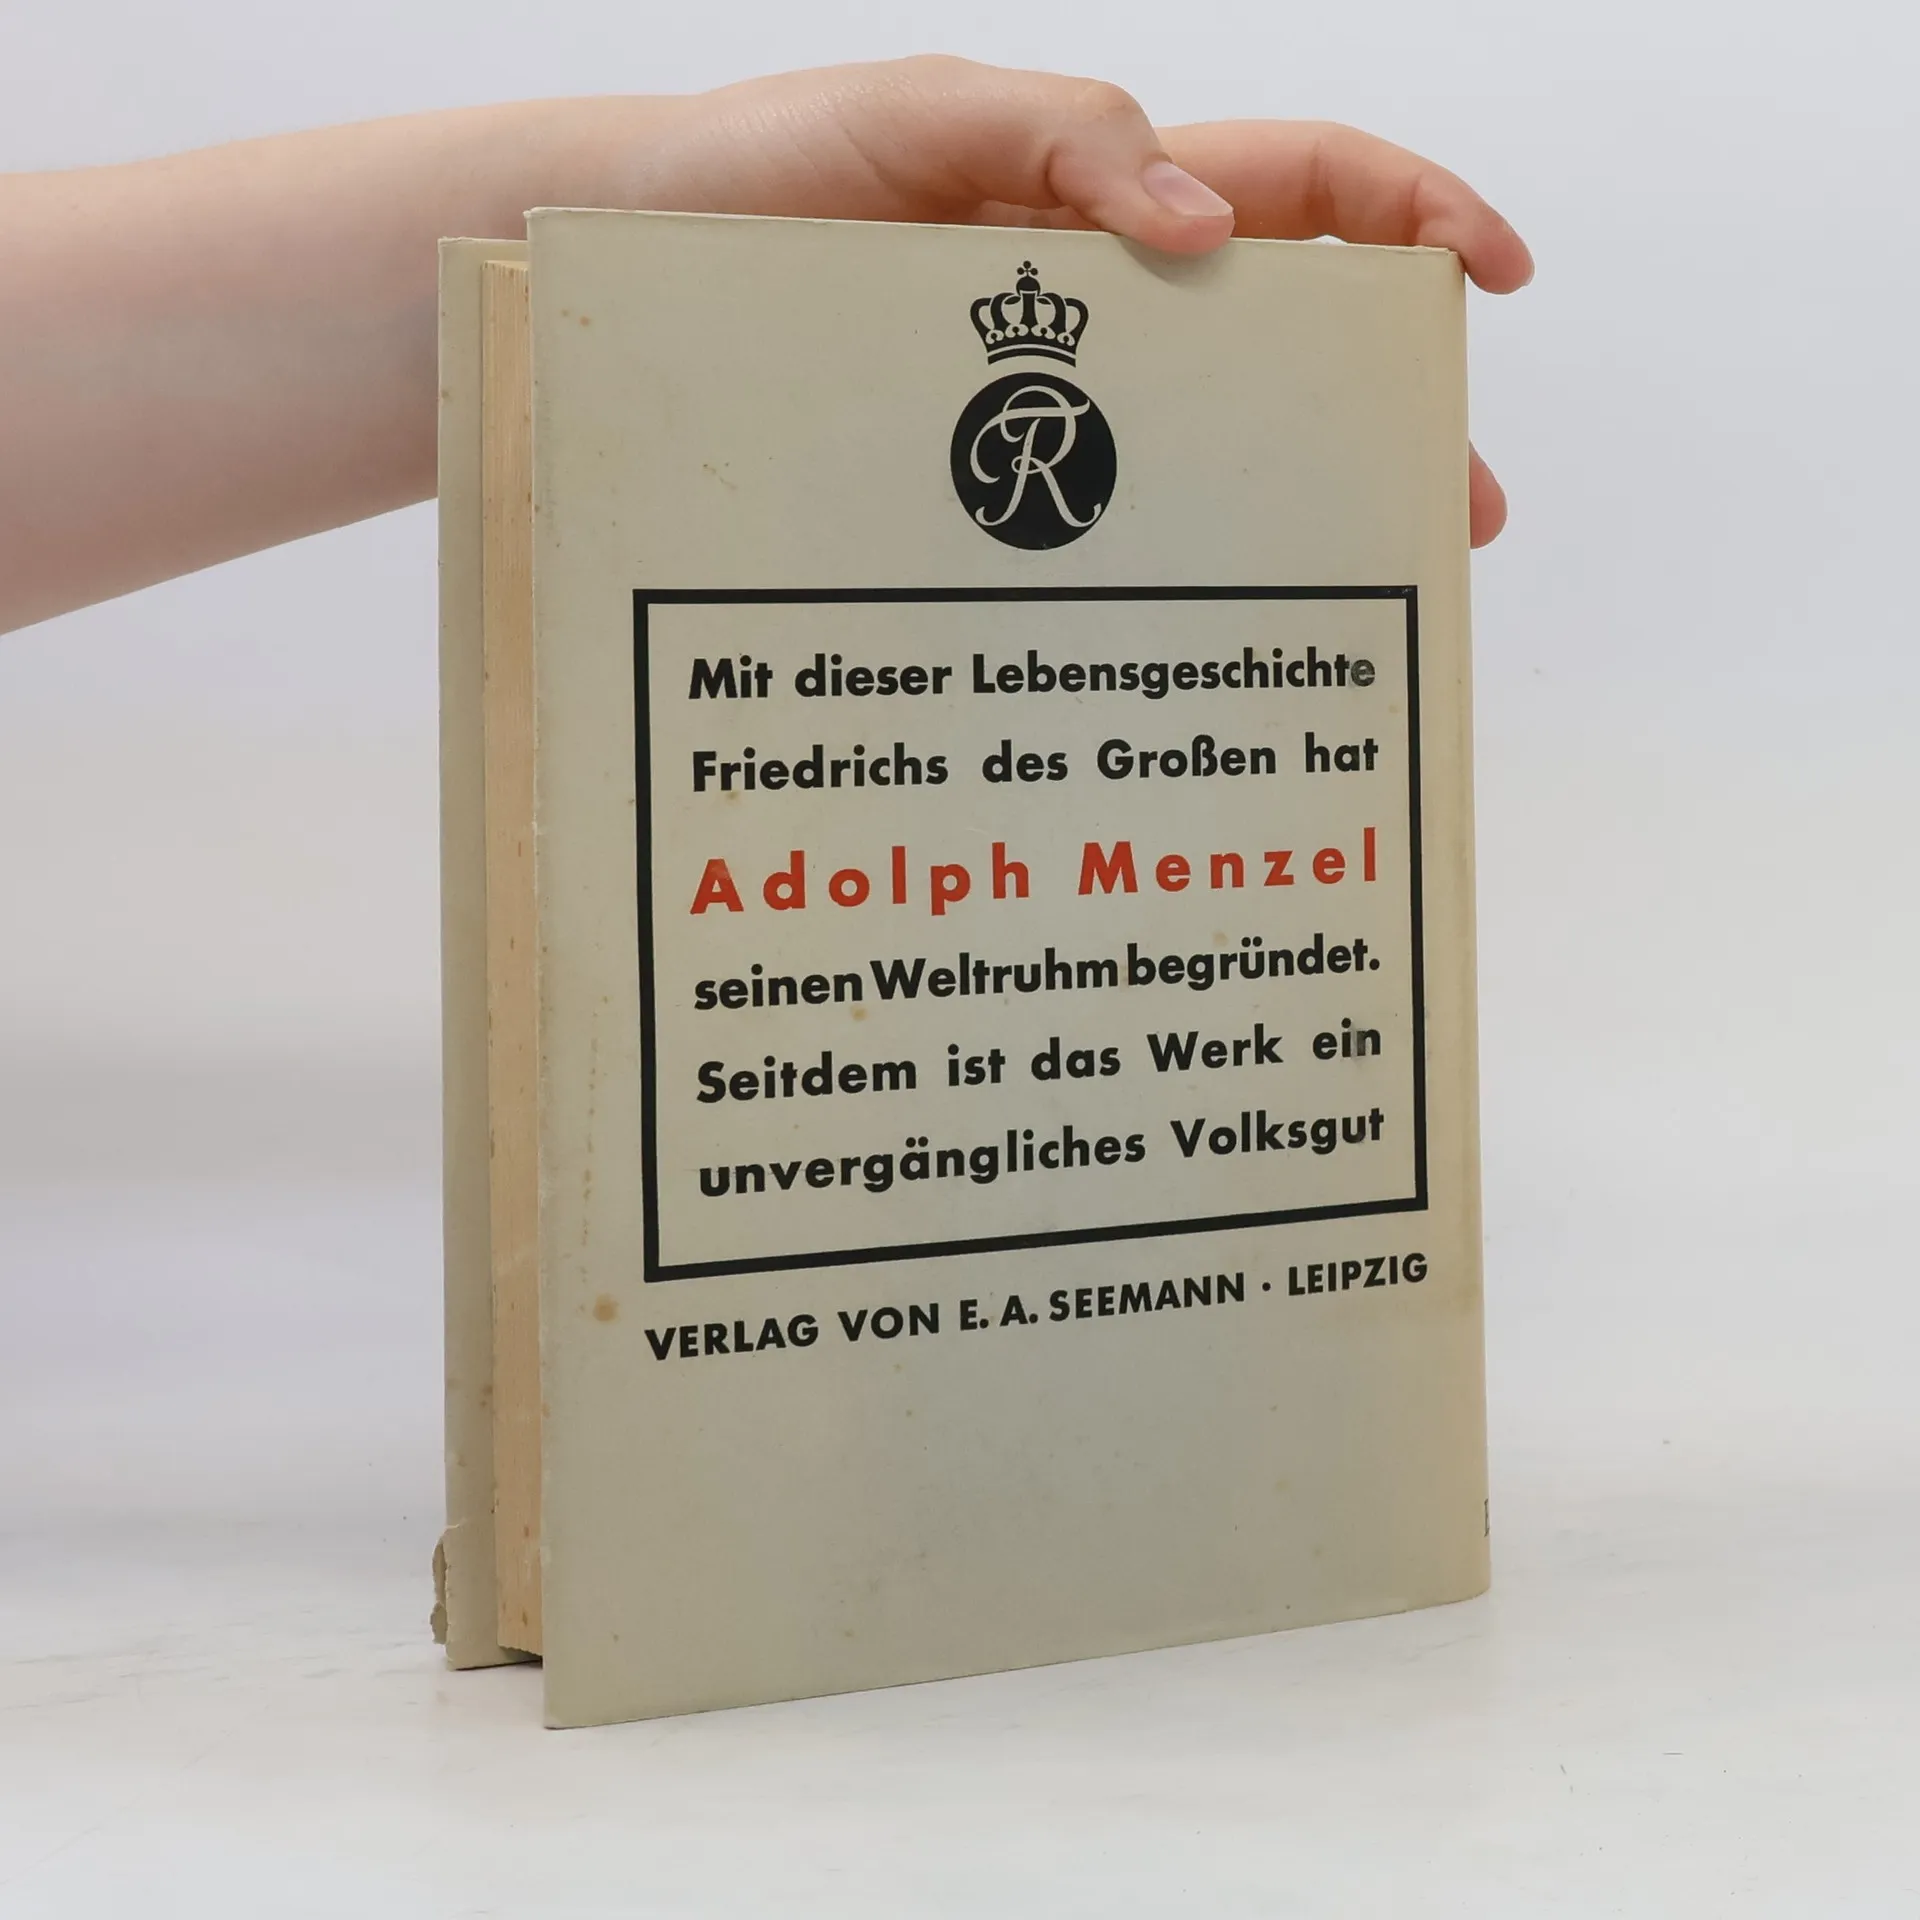 FR
Mit dieser Lebensgeschichte
Friedrichs des Großen hat
Adolph Menzel
seinen Weltruhm begründet.
Seitdem ist das Werk ein
unvergängliches Volksgut
VERLAG VON E. A. SEEMANN · LEIPZIG